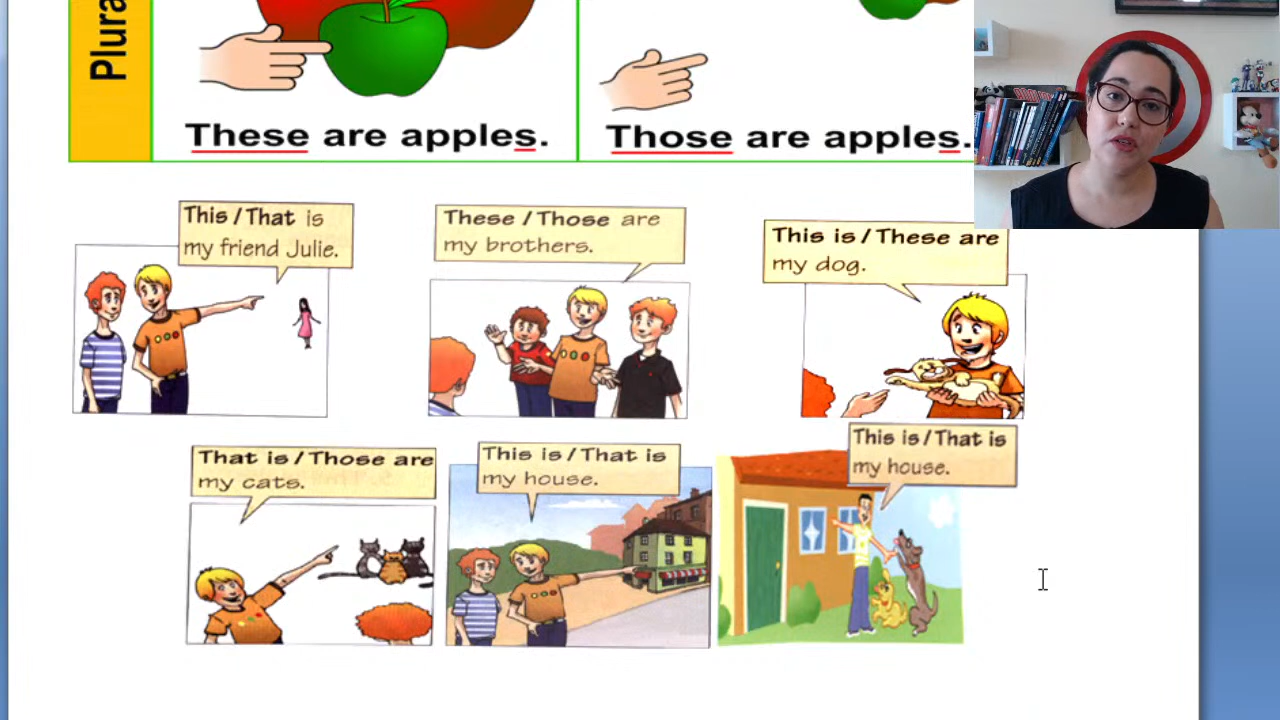 Plura
These are apples.
Those are apples.
This / That is
my friend Julie.
These / Those are
my brothers.
This is / These are
my dog.
That is / Those are
my cats.
This is / That is
my house.
This is / That is
my house.